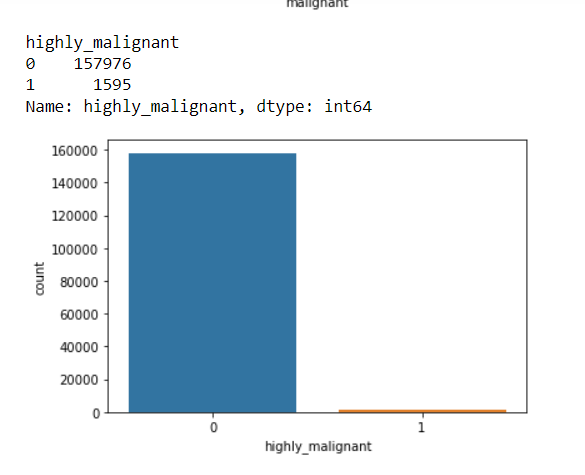 malignant
highly_malignant
0    157976
1      1595
Name: highly_malignant, dtype: int64
160000
140000
120000
100000
80000
60000
40000
20000
0
count
0 1
highly_malignant